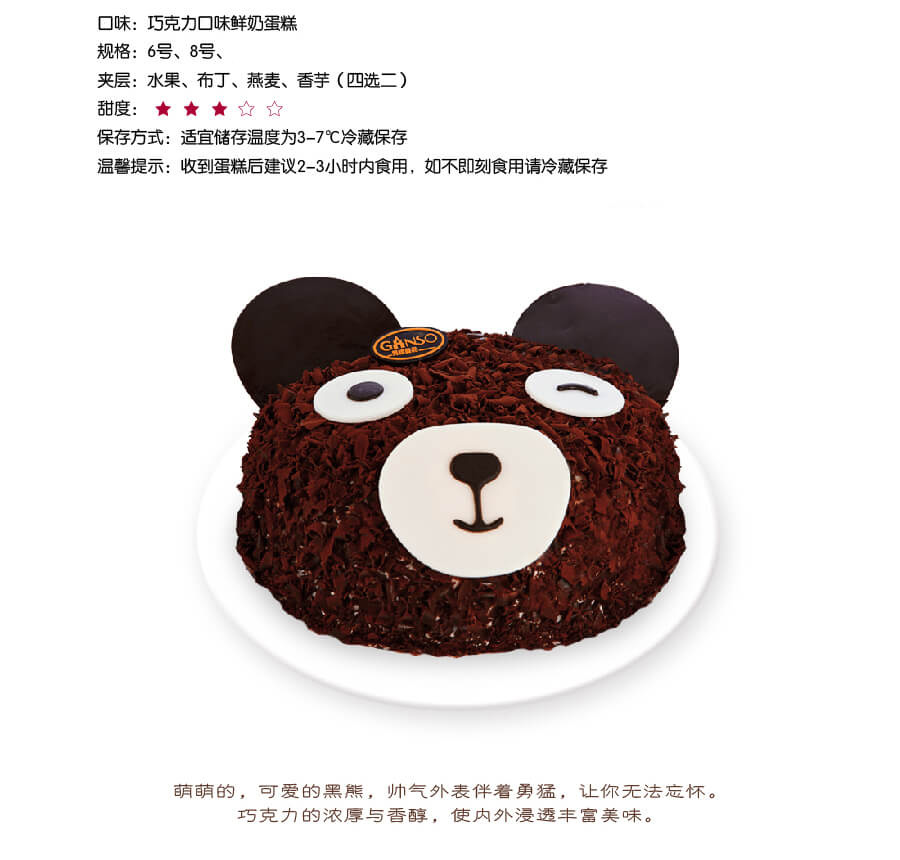 口味：巧克力口味鲜奶蛋糕
规格：6号、8号、
夹层：水果、布丁、燕麦、香芋（四选二）
甜度：★ ★ ★ ☆ ☆
保存方式：适宜储存温度为3-7℃冷藏保存
温馨提示：收到蛋糕后建议2-3小时内食用，如不即刻食用请冷藏保存
GANSO
萌萌的，可爱的黑熊，帅气外表伴着勇猛，让你无法忘怀。
巧克力的浓厚与香醇，使内外浸透丰富美味。